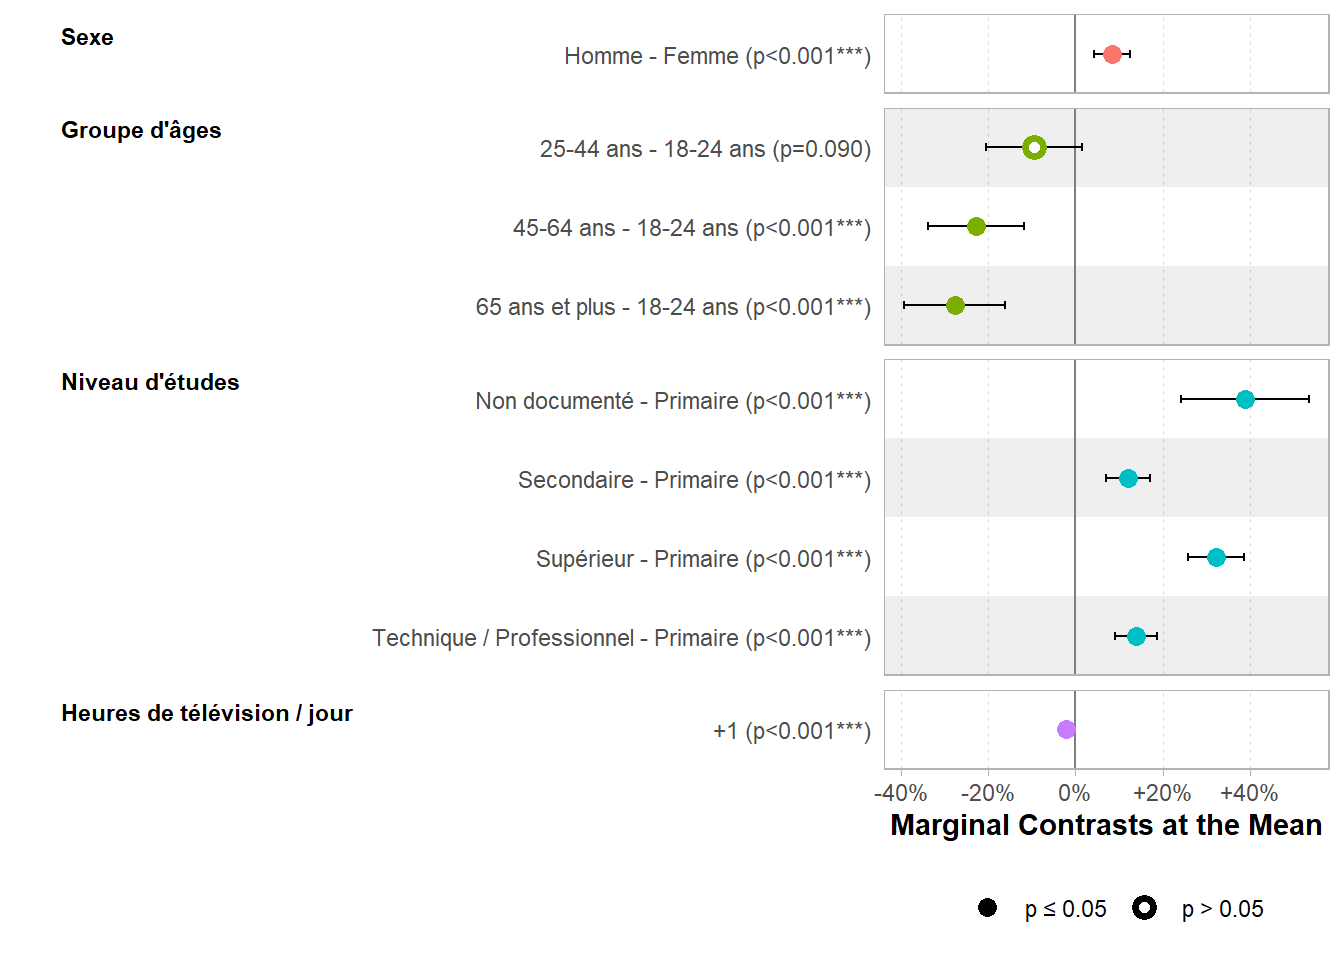 Sexe
Homme - Femme (p<0.001***)
Groupe d'âges
25-44 ans - 18-24 ans (p=0.090)
45-64 ans - 18-24 ans (p<0.001***)
65 ans et plus - 18-24 ans (p<0.001***)
Niveau d'études
Non documenté - Primaire (p<0.001***)
Secondaire - Primaire (p<0.001***)
Supérieur - Primaire (p<0.001***)
Technique / Professionnel - Primaire (p<0.001***)
Heures de télévision / jour
+1 (p<0.001***)
-40% -20% 0% +20% +40%
Marginal Contrasts at the Mean
p ≤ 0.05 p > 0.05